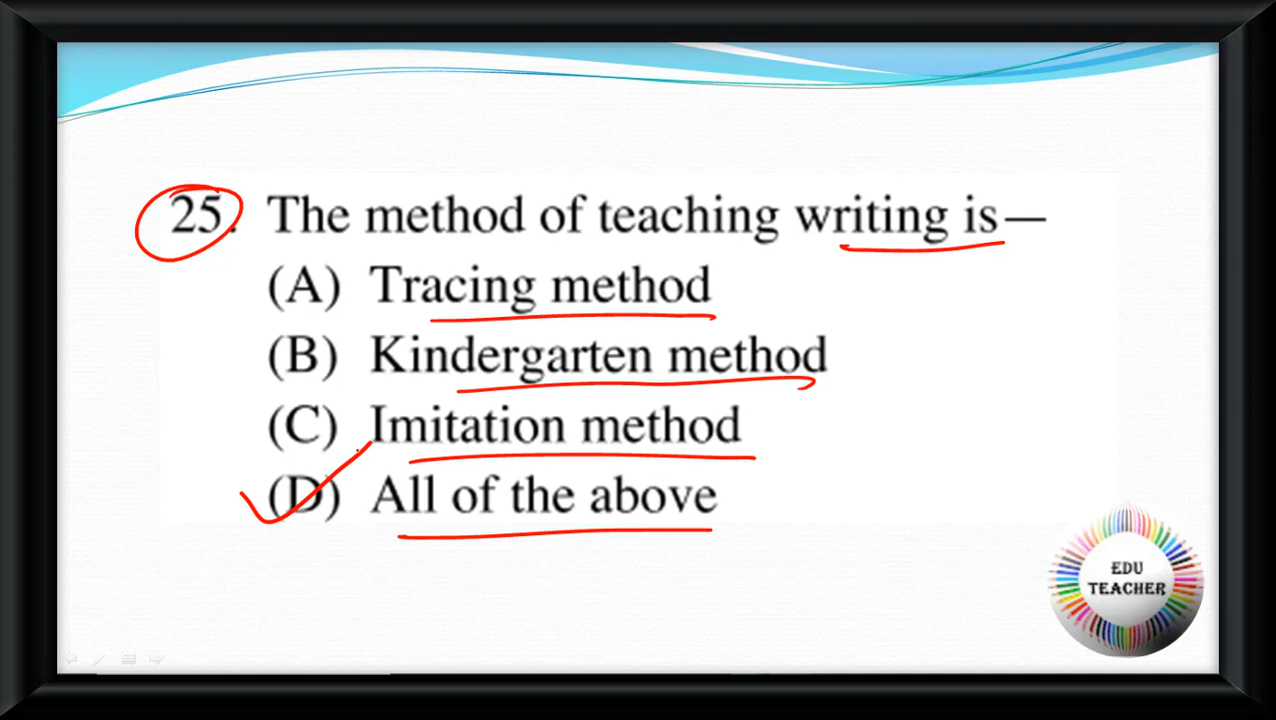 25. The method of teaching writing is—
(A) Tracing method
(B) Kindergarten method
(C) Imitation method
(D) All of the above
EDU
TEACHER